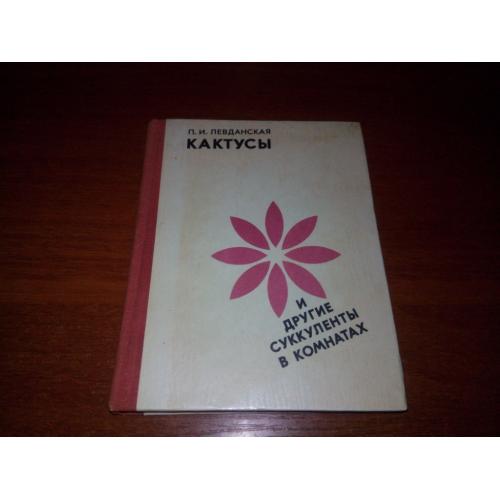 П. И. ЛЕВДАНСКАЯ
КАКТУСЫ
И
ДРУГИЕ
СУККУЛЕНТЫ
В КОМНАТАХ